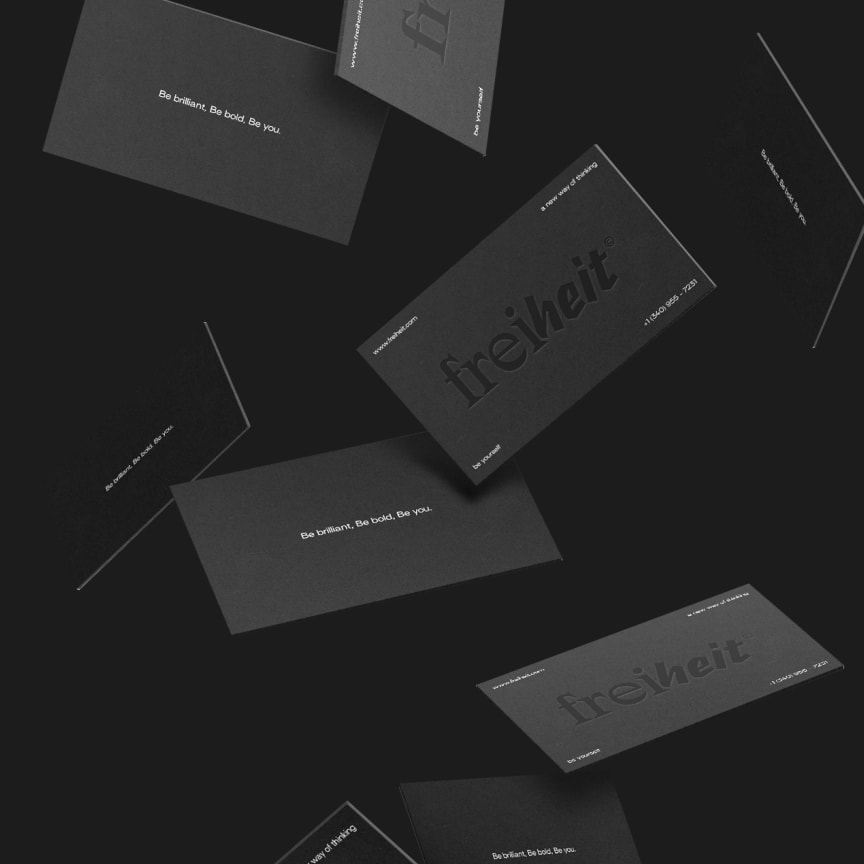 www.freiheit.co
fr
be yourself
Be brilliant, Be bold, Be you.
Be brilliant, Be bold, Be you
a new way of thinking
www.freiheit.com
freiheit©
+1 (340) 955 - 7231
be yourself
Be brilliant, Be bold, Be you.
Be brilliant, Be bold, Be you.
a new way of thinking
www.freiheit.com
freiheit
+1 (340) 955 - 7231
be yourself
way of thinking
Be brilliant, Be bold, Be you.